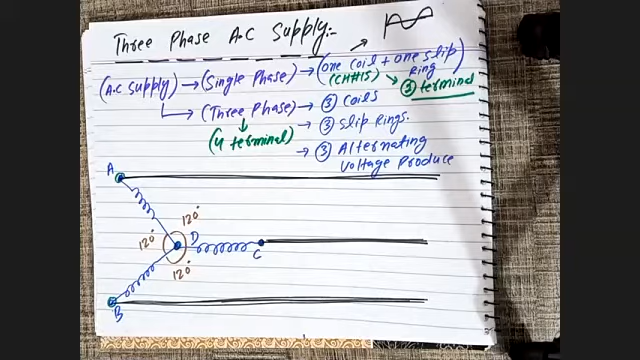 Three Phase A.C Supply:-
(A.C Supply) → (Single Phase) → (one coil + one slip Ring)
(CH#15) → ③ terminal
→ (Three Phase) → ③ Coils
(4 terminal) → ③ Slip Rings.
→ ③ Alternating
Voltage Produce
A
120°
120° D
C
120°
B